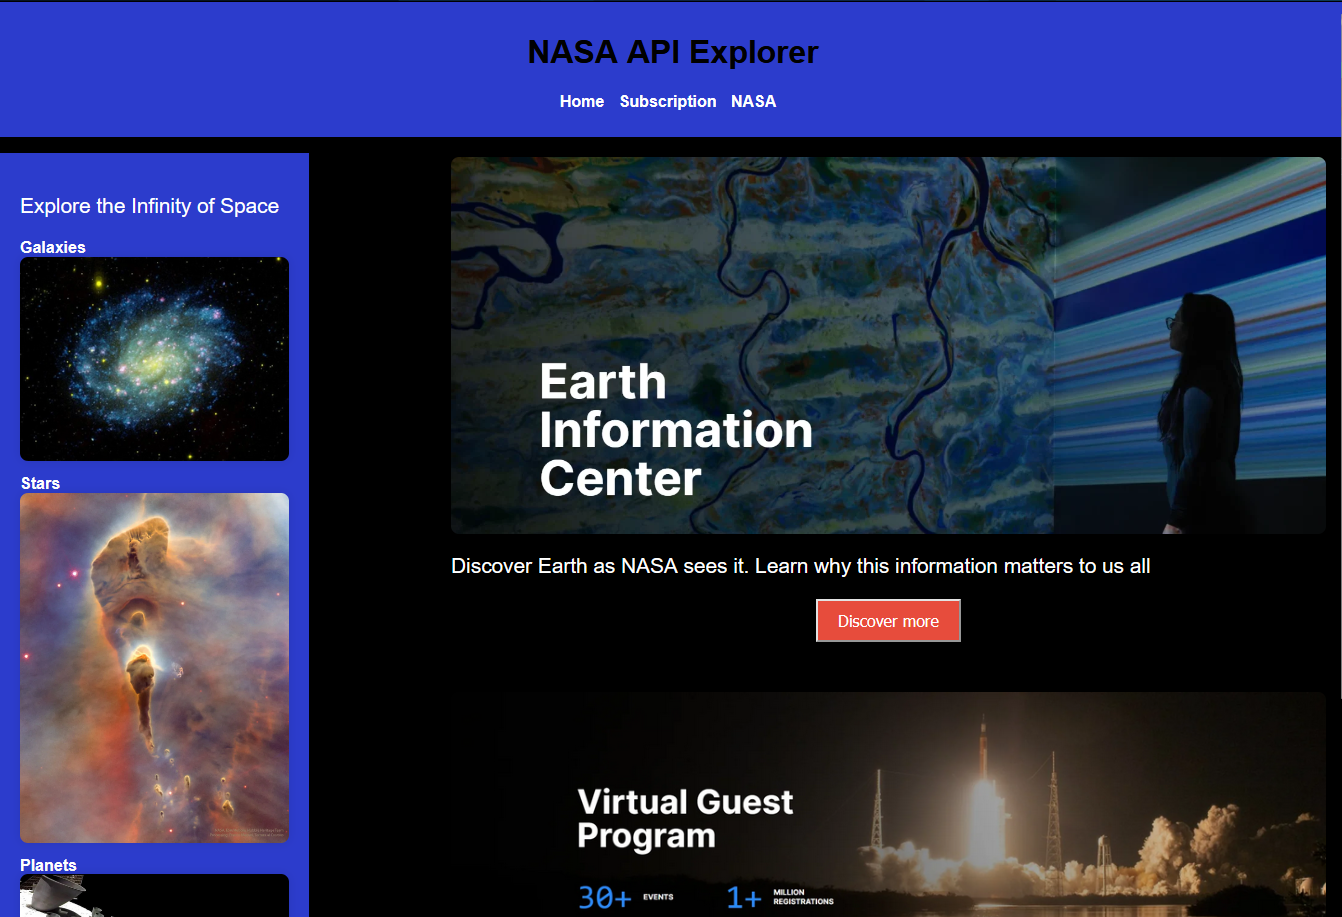 NASA API Explorer
Home Subscription NASA
Explore the Infinity of Space
Galaxies
Stars
Planets
Earth
Information
Center
Discover Earth as NASA sees it. Learn why this information matters to us all
Discover more
Virtual Guest
Program
30+ EVENTS 1+ MILLION
REGISTRATIONS